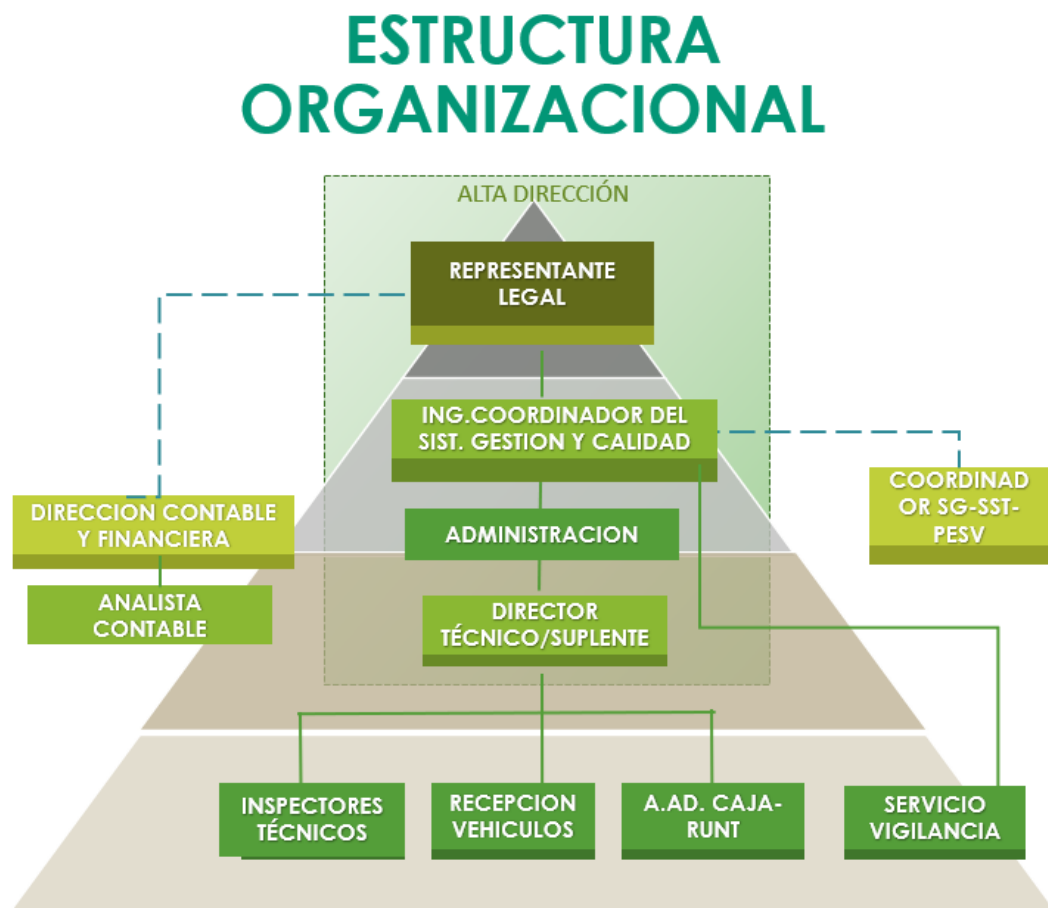 ESTRUCTURA
ORGANIZACIONAL
ALTA DIRECCIÓN
REPRESENTANTE
LEGAL
ING.COORDINADOR DEL
SIST. GESTION Y CALIDAD
COORDINAD
OR SG-SST-
PESV
DIRECCION CONTABLE
Y FINANCIERA
ADMINISTRACION
ANALISTA
CONTABLE
DIRECTOR
TÉCNICO/SUPLENTE
INSPECTORES
TÉCNICOS
RECEPCION
VEHICULOS
A.AD. CAJA-
RUNT
SERVICIO
VIGILANCIA